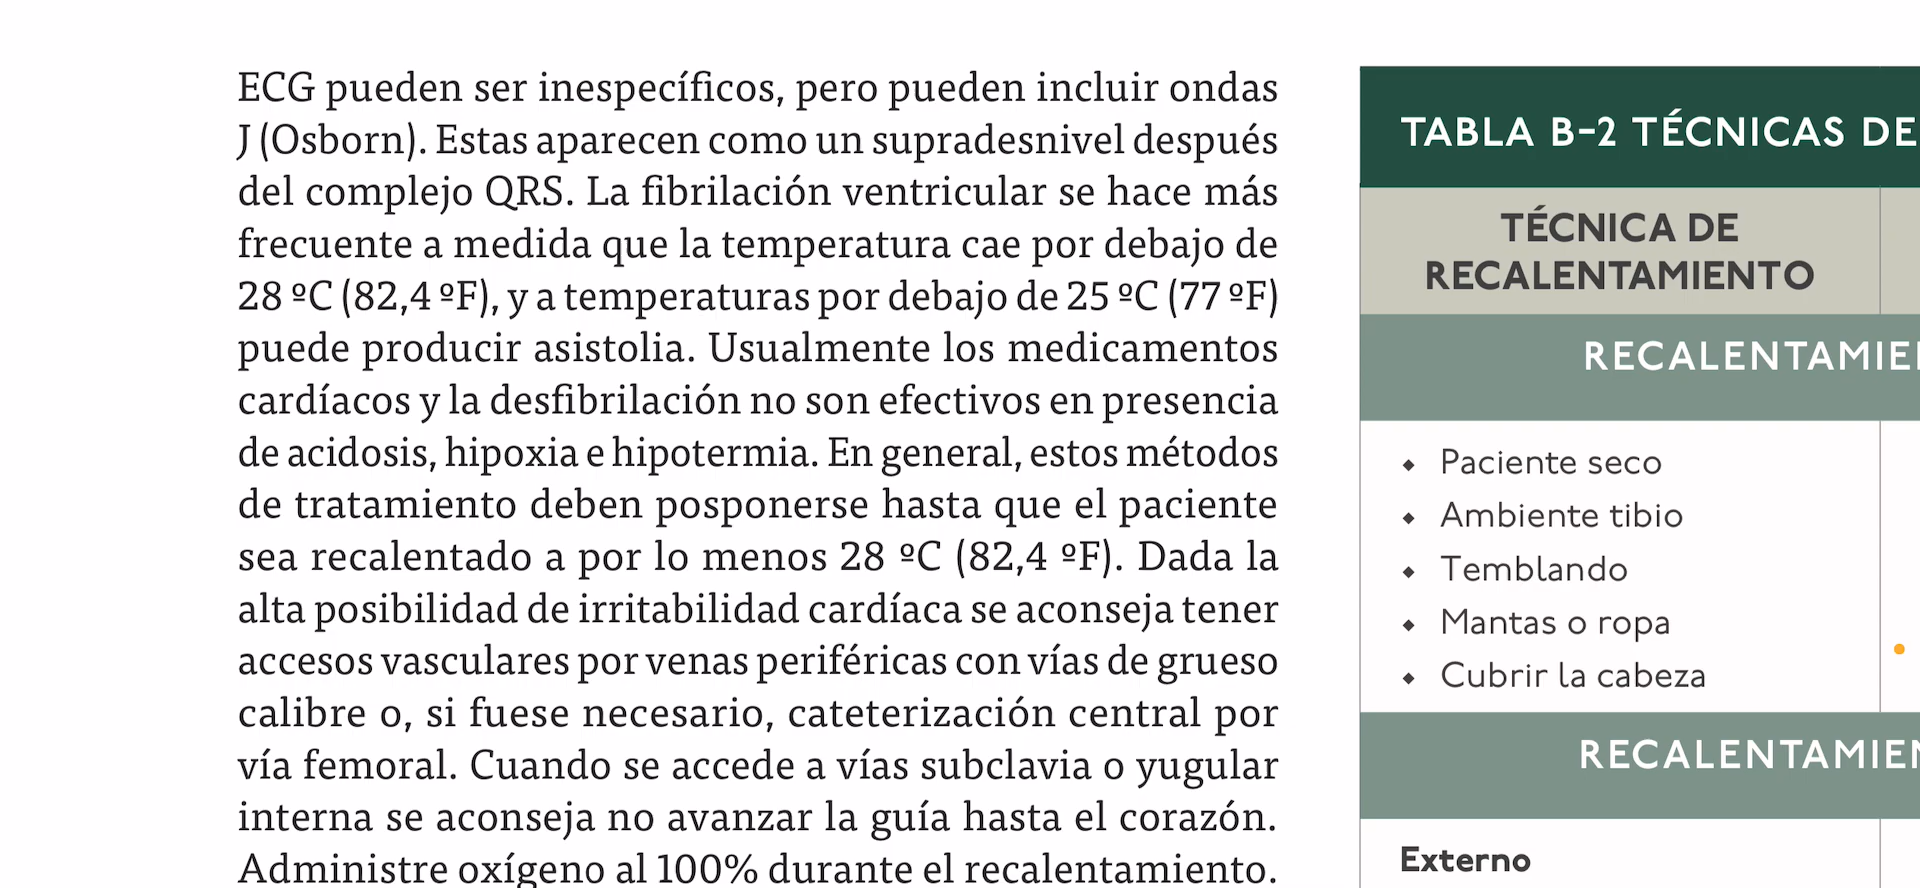 ECG pueden ser inespecíficos, pero pueden incluir ondas
J (Osborn). Estas aparecen como un supradesnivel después
del complejo QRS. La fibrilación ventricular se hace más
frecuente a medida que la temperatura cae por debajo de
28 ºC (82,4 ºF), y a temperaturas por debajo de 25 ºC (77 ºF)
puede producir asistolia. Usualmente los medicamentos
cardíacos y la desfibrilación no son efectivos en presencia
de acidosis, hipoxia e hipotermia. En general, estos métodos
de tratamiento deben posponerse hasta que el paciente
sea recalentado a por lo menos 28 ºC (82,4 ºF). Dada la
alta posibilidad de irritabilidad cardíaca se aconseja tener
accesos vasculares por venas periféricas con vías de grueso
calibre o, si fuese necesario, cateterización central por
vía femoral. Cuando se accede a vías subclavia o yugular
interna se aconseja no avanzar la guía hasta el corazón.
Administre oxígeno al 100% durante el recalentamiento.
TABLA B-2 TÉCNICAS DE
TÉCNICA DE
RECALENTAMIENTO
RECALENTAMIE
◆ Paciente seco
◆ Ambiente tibio
◆ Temblando
◆ Mantas o ropa
◆ Cubrir la cabeza
RECALENTAMIEN
Externo